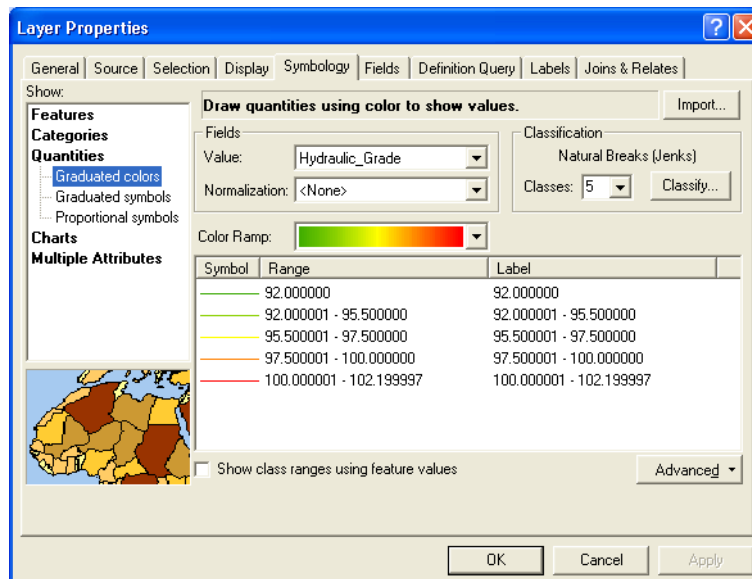 Layer Properties
General Source Selection Display Symbology Fields Definition Query Labels Joins & Relates
Show:
Features
Categories
Quantities
Graduated colors
Graduated symbols
Proportional symbols
Charts
Multiple Attributes
Draw quantities using color to show values.
Import...
Fields
Value: Hydraulic_Grade
Normalization: <None>
Classification
Natural Breaks (Jenks)
Classes: 5 Classify...
Color Ramp:
Symbol Range Label
92.000000 92.000000
92.000001 - 95.500000 92.000001 - 95.500000
95.500001 - 97.500000 95.500001 - 97.500000
97.500001 - 100.000000 97.500001 - 100.000000
100.000001 - 102.199997 100.000001 - 102.199997
Show class ranges using feature values
Advanced
OK Cancel Apply